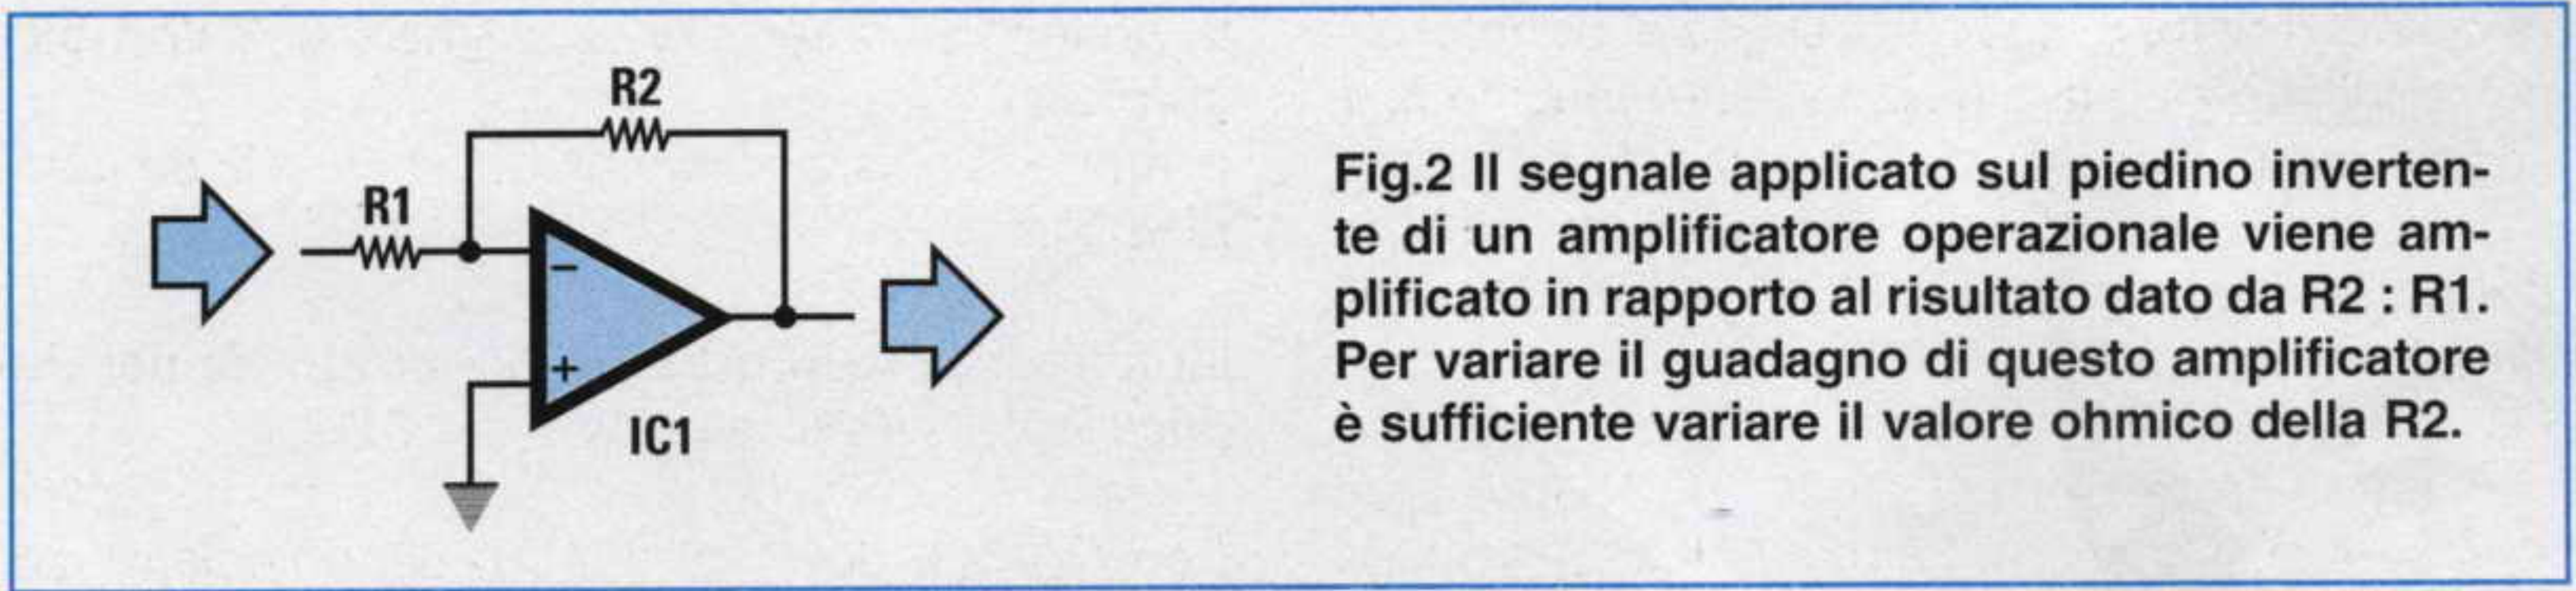 R2
R1
−
+
IC1
Fig.2 Il segnale applicato sul piedino inverten-
te di un amplificatore operazionale viene am-
plificato in rapporto al risultato dato da R2 : R1.
Per variare il guadagno di questo amplificatore
è sufficiente variare il valore ohmico della R2.